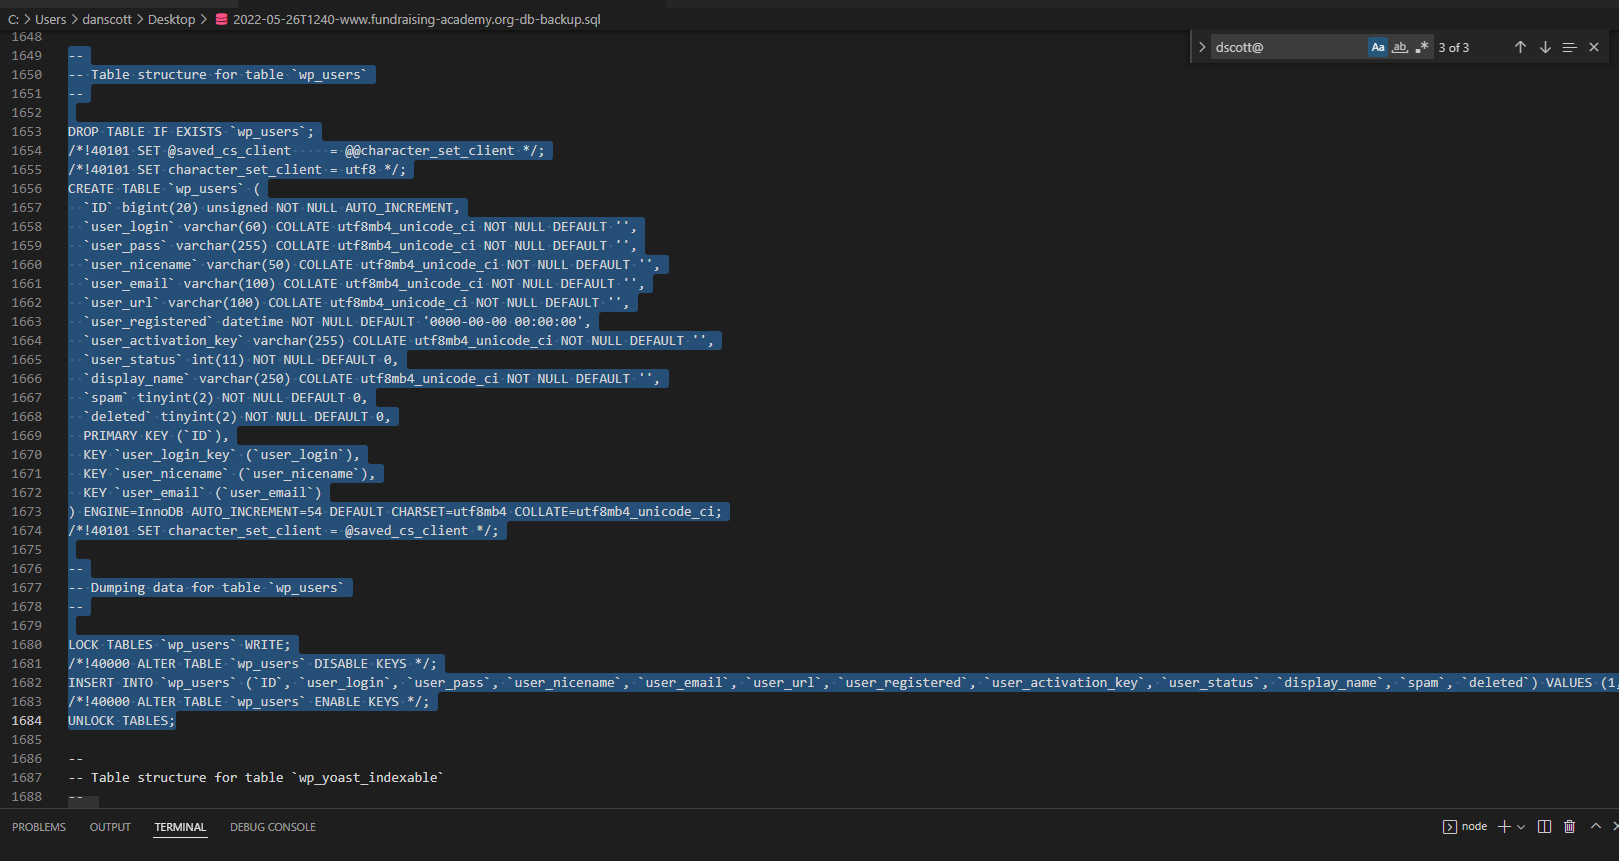 C: > Users > danscott > Desktop > 2022-05-26T1240-www.fundraising-academy.org-db-backup.sql
dscott@ Aa ab .* 3 of 3
1648
1649 --
1650 -- Table structure for table `wp_users`
1651 --
1652
1653 DROP TABLE IF EXISTS `wp_users`;
1654 /*!40101 SET @saved_cs_client     = @@character_set_client */;
1655 /*!40101 SET character_set_client = utf8 */;
1656 CREATE TABLE `wp_users` (
1657   `ID` bigint(20) unsigned NOT NULL AUTO_INCREMENT,
1658   `user_login` varchar(60) COLLATE utf8mb4_unicode_ci NOT NULL DEFAULT '',
1659   `user_pass` varchar(255) COLLATE utf8mb4_unicode_ci NOT NULL DEFAULT '',
1660   `user_nicename` varchar(50) COLLATE utf8mb4_unicode_ci NOT NULL DEFAULT '',
1661   `user_email` varchar(100) COLLATE utf8mb4_unicode_ci NOT NULL DEFAULT '',
1662   `user_url` varchar(100) COLLATE utf8mb4_unicode_ci NOT NULL DEFAULT '',
1663   `user_registered` datetime NOT NULL DEFAULT '0000-00-00 00:00:00',
1664   `user_activation_key` varchar(255) COLLATE utf8mb4_unicode_ci NOT NULL DEFAULT '',
1665   `user_status` int(11) NOT NULL DEFAULT 0,
1666   `display_name` varchar(250) COLLATE utf8mb4_unicode_ci NOT NULL DEFAULT '',
1667   `spam` tinyint(2) NOT NULL DEFAULT 0,
1668   `deleted` tinyint(2) NOT NULL DEFAULT 0,
1669   PRIMARY KEY (`ID`),
1670   KEY `user_login_key` (`user_login`),
1671   KEY `user_nicename` (`user_nicename`),
1672   KEY `user_email` (`user_email`)
1673 ) ENGINE=InnoDB AUTO_INCREMENT=54 DEFAULT CHARSET=utf8mb4 COLLATE=utf8mb4_unicode_ci;
1674 /*!40101 SET character_set_client = @saved_cs_client */;
1675
1676 --
1677 -- Dumping data for table `wp_users`
1678 --
1679
1680 LOCK TABLES `wp_users` WRITE;
1681 /*!40000 ALTER TABLE `wp_users` DISABLE KEYS */;
1682 INSERT INTO `wp_users` (`ID`, `user_login`, `user_pass`, `user_nicename`, `user_email`, `user_url`, `user_registered`, `user_activation_key`, `user_status`, `display_name`, `spam`, `deleted`) VALUES (1,
1683 /*!40000 ALTER TABLE `wp_users` ENABLE KEYS */;
1684 UNLOCK TABLES;
1685
1686 --
1687 -- Table structure for table `wp_yoast_indexable`
1688 --
PROBLEMS OUTPUT TERMINAL DEBUG CONSOLE node